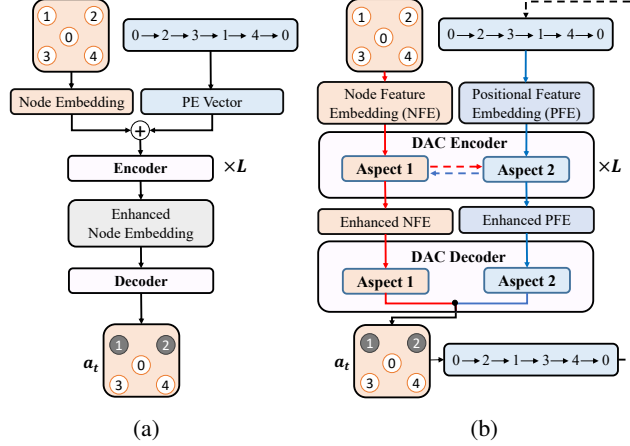 1 2
0
3 4
0→2→3→1→4→0
Node Embedding
PE Vector
+
Encoder
×L
Enhanced
Node Embedding
Decoder
a_t
1 2
0
3 4
(a)
1 2
0
3 4
0→2→3→1→4→0
Node Feature
Embedding (NFE)
Positional Feature
Embedding (PFE)
DAC Encoder
Aspect 1
Aspect 2
×L
Enhanced NFE
Enhanced PFE
DAC Decoder
Aspect 1
Aspect 2
a_t
1 2
0
3 4
0→2→1→3→4→0
(b)